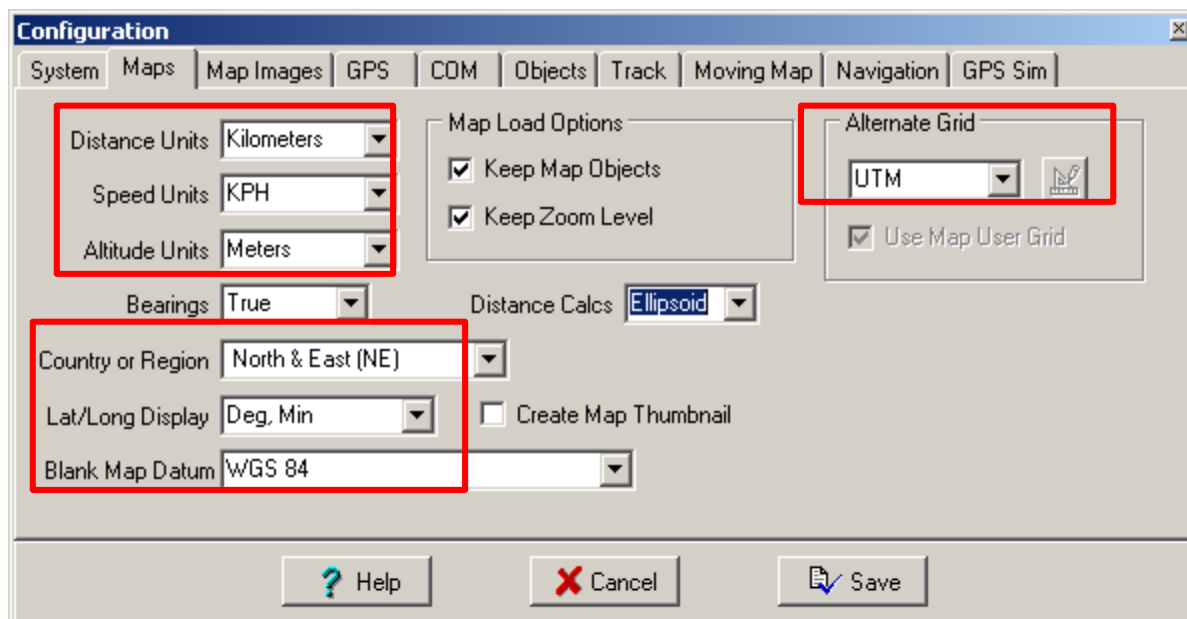 Configuration
System Maps Map Images GPS COM Objects Track Moving Map Navigation GPS Sim
Distance Units Kilometers
Speed Units KPH
Altitude Units Meters
Map Load Options
Keep Map Objects
Keep Zoom Level
Alternate Grid
UTM
Use Map User Grid
Bearings True
Distance Calcs Ellipsoid
Country or Region North & East (NE)
Lat/Long Display Deg, Min
Create Map Thumbnail
Blank Map Datum WGS 84
Help Cancel Save